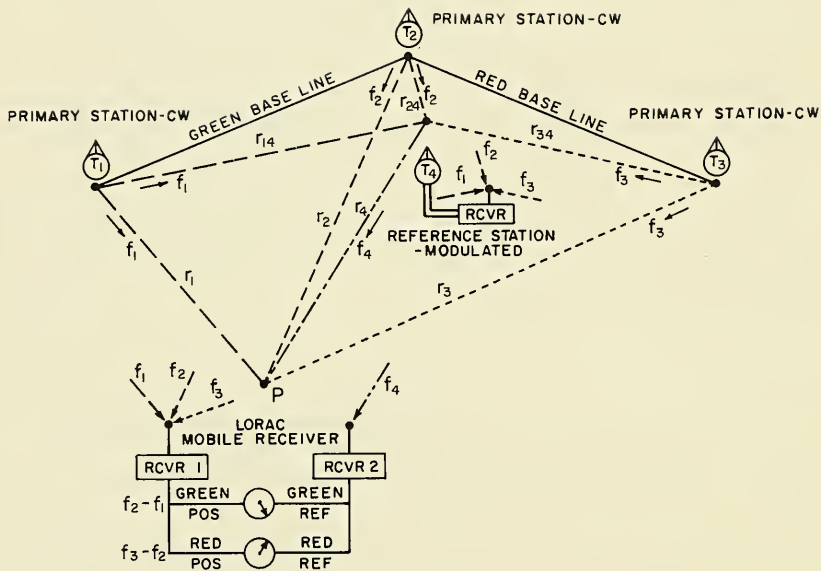 PRIMARY STATION-CW
T2
GREEN BASE LINE
RED BASE LINE
f2
f2
r24
PRIMARY STATION-CW
PRIMARY STATION-CW
T1
r14
r34
T3
f1
f3
T4
f1
f2
f3
RCVR
REFERENCE STATION
-MODULATED
f1
r1
r2
r4
f4
f3
r3
P
f1
f2
f3
f4
LORAC
MOBILE RECEIVER
RCVR 1
RCVR 2
f2-f1
GREEN
POS
GREEN
REF
f3-f2
RED
POS
RED
REF